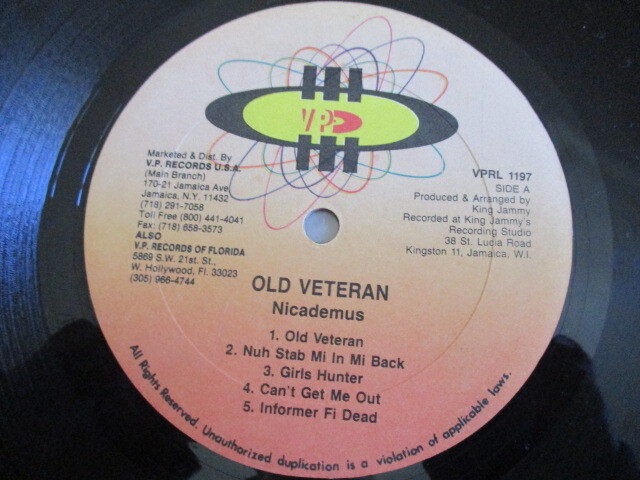 VP
Marketed & Dist. By
V.P. RECORDS U.S.A.
(Main Branch)
170-21 Jamaica Ave
Jamaica, N.Y. 11432
(718) 291-7058
Toll Free (800) 441-4041
Fax: (718) 658-3573
ALSO
V.P. RECORDS OF FLORIDA
5869 S.W. 21st. St.,
W. Hollywood, Fl. 33023
(305) 966-4744
VPRL 1197
SIDE A
Produced & Arranged by
King Jammy
Recorded at King Jammy's
Recording Studio
38 St. Lucia Road
Kingston 11, Jamaica, W.I.
OLD VETERAN
Nicademus
1. Old Veteran
2. Nuh Stab Mi In Mi Back
3. Girls Hunter
4. Can't Get Me Out
5. Informer Fi Dead
All Rights Reserved. Unauthorized duplication is a violation of applicable laws.